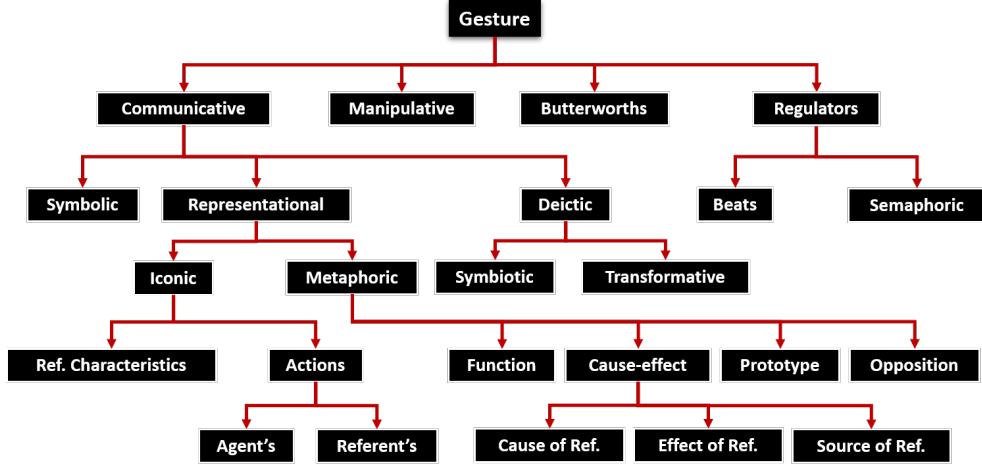 Gesture
Communicative
Manipulative
Butterworths
Regulators
Symbolic
Representational
Deictic
Beats
Semaphoric
Iconic
Metaphoric
Symbiotic
Transformative
Ref. Characteristics
Actions
Function
Cause-effect
Prototype
Opposition
Agent's
Referent's
Cause of Ref.
Effect of Ref.
Source of Ref.